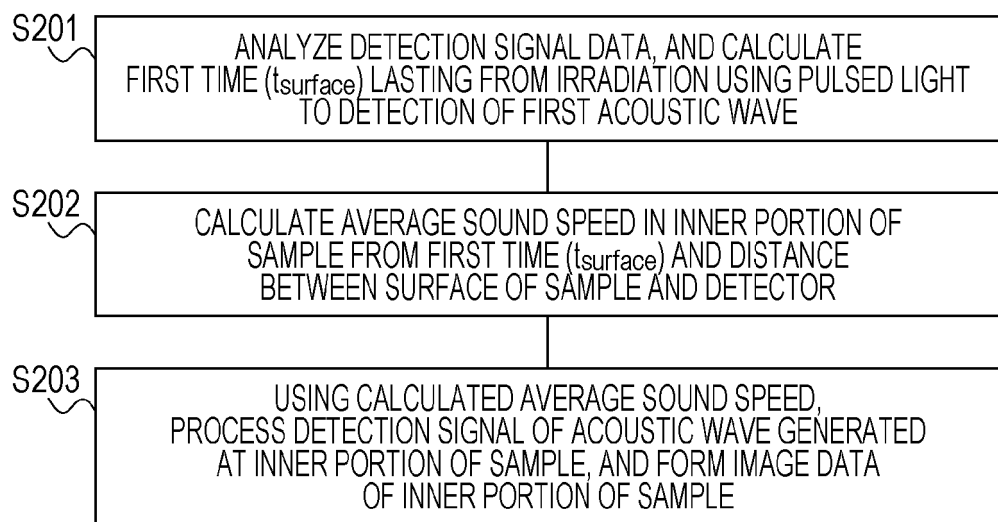 S201
ANALYZE DETECTION SIGNAL DATA, AND CALCULATE
FIRST TIME (tsurface) LASTING FROM IRRADIATION USING PULSED LIGHT
TO DETECTION OF FIRST ACOUSTIC WAVE
S202
CALCULATE AVERAGE SOUND SPEED IN INNER PORTION OF
SAMPLE FROM FIRST TIME (tsurface) AND DISTANCE
BETWEEN SURFACE OF SAMPLE AND DETECTOR
S203
USING CALCULATED AVERAGE SOUND SPEED,
PROCESS DETECTION SIGNAL OF ACOUSTIC WAVE GENERATED
AT INNER PORTION OF SAMPLE, AND FORM IMAGE DATA
OF INNER PORTION OF SAMPLE